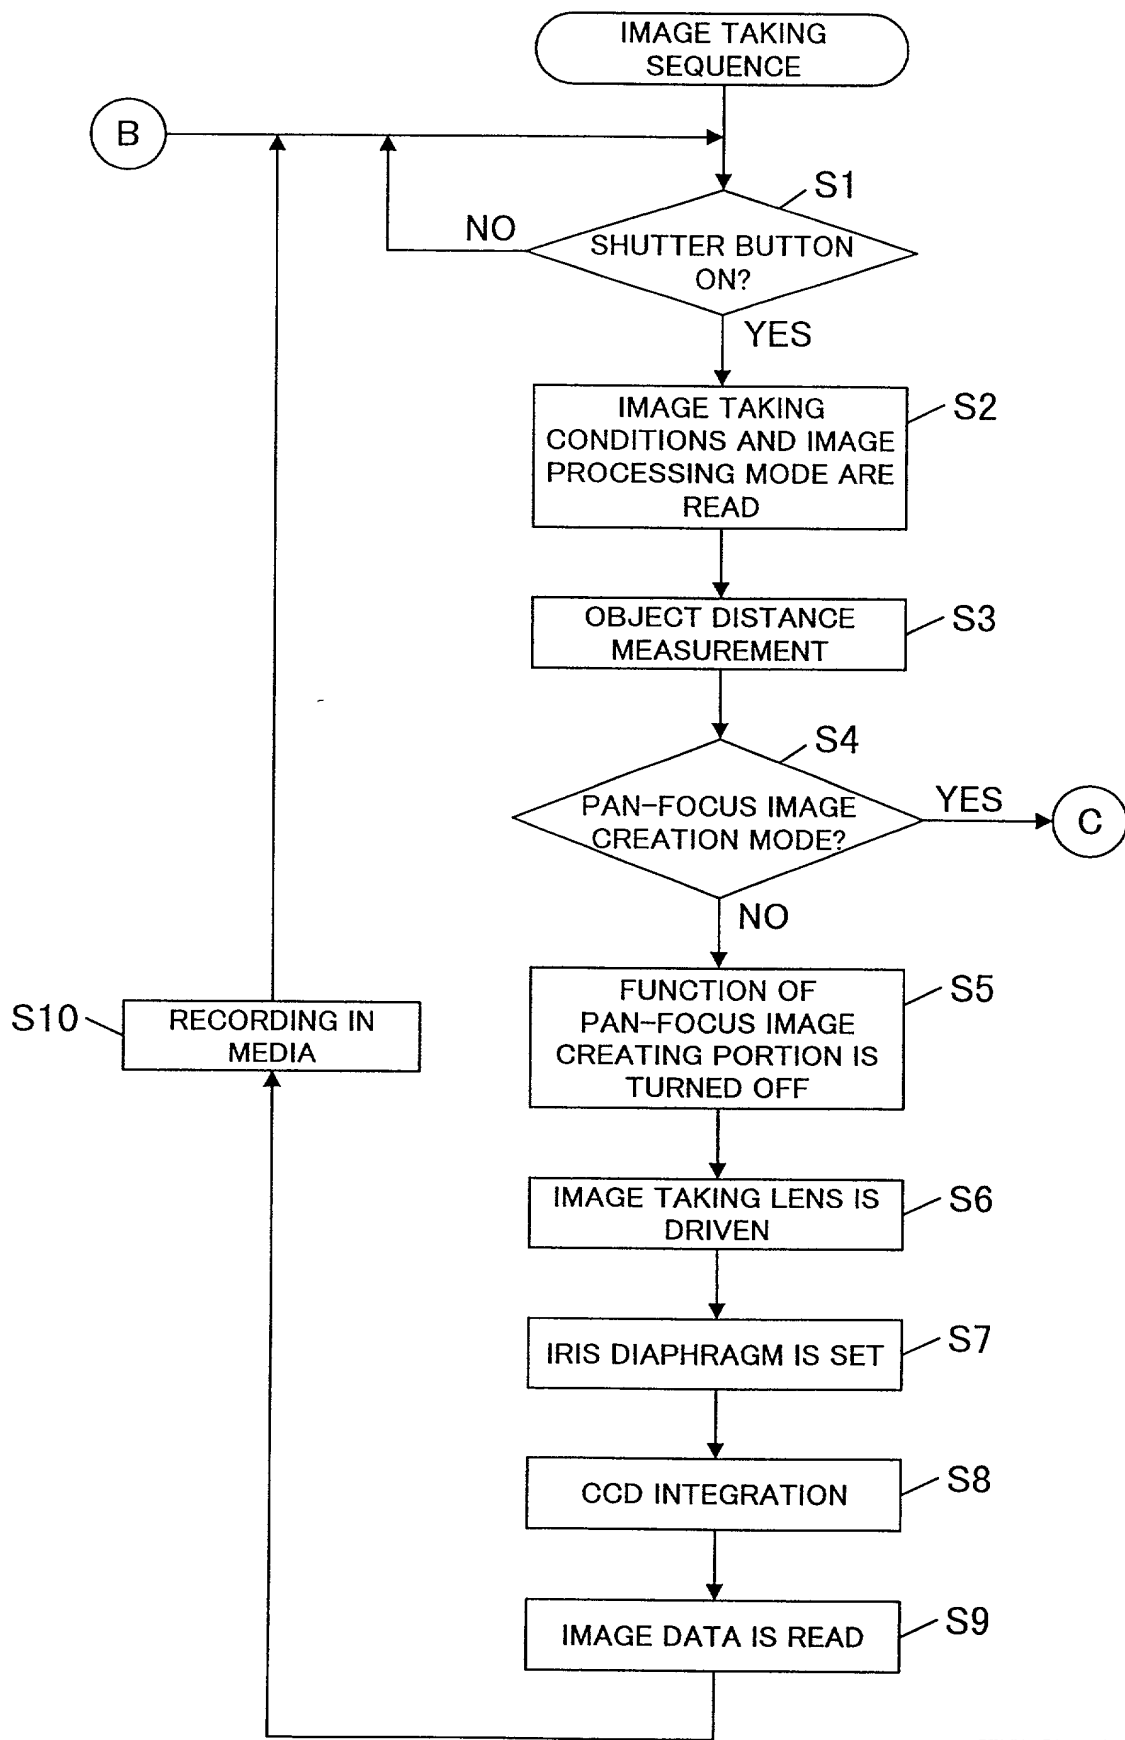 IMAGE TAKING
SEQUENCE
B
S1
NO
SHUTTER BUTTON
ON?
YES
S2
IMAGE TAKING
CONDITIONS AND IMAGE
PROCESSING MODE ARE
READ
S3
OBJECT DISTANCE
MEASUREMENT
S4
PAN-FOCUS IMAGE
CREATION MODE?
YES
C
NO
S5
FUNCTION OF
PAN-FOCUS IMAGE
CREATING PORTION IS
TURNED OFF
S10
RECORDING IN
MEDIA
S6
IMAGE TAKING LENS IS
DRIVEN
S7
IRIS DIAPHRAGM IS SET
S8
CCD INTEGRATION
S9
IMAGE DATA IS READ